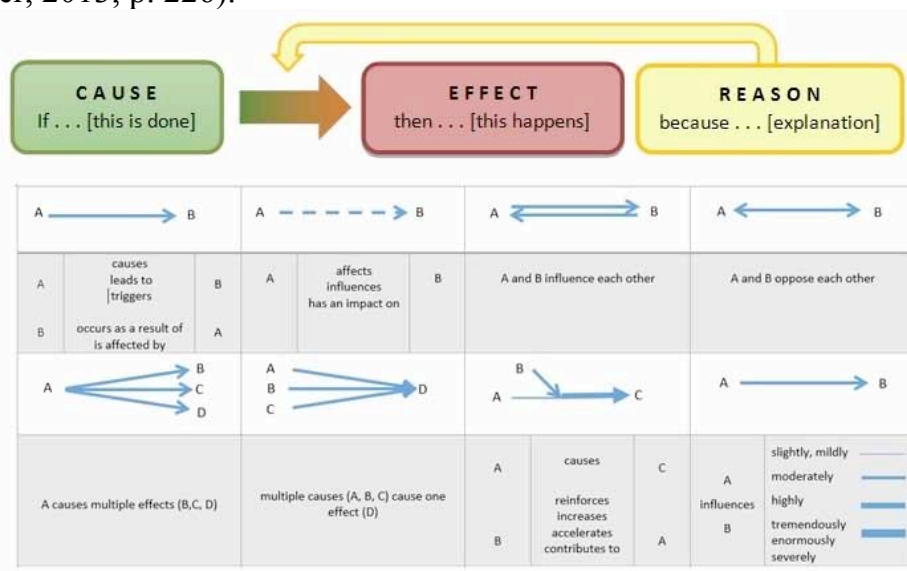 er, 2013, p. 226).
CAUSE
If . . . [this is done]
EFFECT
then . . . [this happens]
REASON
because . . . [explanation]
A B
A B
A B
A B
A causes B
leads to
triggers
B occurs as a result of A
is affected by
A affects B
influences
has an impact on
A and B influence each other
A and B oppose each other
A B
C
D
A
B D
C
B
A C
A B
A causes multiple effects (B,C, D)
multiple causes (A, B, C) cause one
effect (D)
A causes C
reinforces
increases
accelerates
B contributes to A
A
influences
B
slightly, mildly
moderately
highly
tremendously
enormously
severely